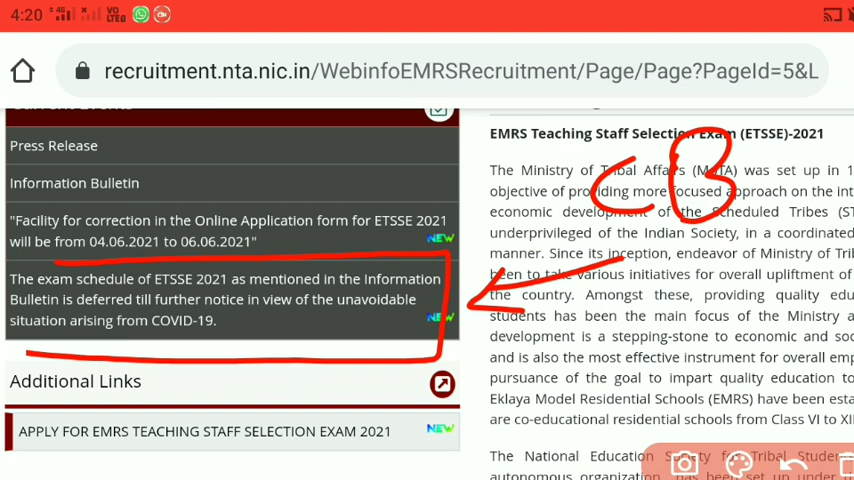 4:20
VO
LTE
recruitment.nta.nic.in/WebinfoEMRSRecruitment/Page/Page?PageId=5&L
Current Events
Press Release
Information Bulletin
"Facility for correction in the Online Application form for ETSSE 2021
will be from 04.06.2021 to 06.06.2021"
NEW
The exam schedule of ETSSE 2021 as mentioned in the Information
Bulletin is deferred till further notice in view of the unavoidable
situation arising from COVID-19.
NEW
Additional Links
APPLY FOR EMRS TEACHING STAFF SELECTION EXAM 2021
NEW
EMRS Teaching Staff Selection Exam (ETSSE)-2021
The Ministry of Tribal Affairs (MoTA) was set up in 1
objective of providing more focused approach on the int
economic development of the Scheduled Tribes (ST
underprivileged of the Indian Society, in a coordinated
manner. Since its inception, endeavor of Ministry of Trib
been to take various initiatives for overall upliftment of
the country. Amongst these, providing quality edu
students has been the main focus of the Ministry a
development is a stepping-stone to economic and soc
and is also the most effective instrument for overall emp
pursuance of the goal to impart quality education to
Eklaya Model Residential Schools (EMRS) have been esta
are co-educational residential schools from Class VI to XI
The National Education Society for Tribal Stude
autonomous organization has been set up under
CB